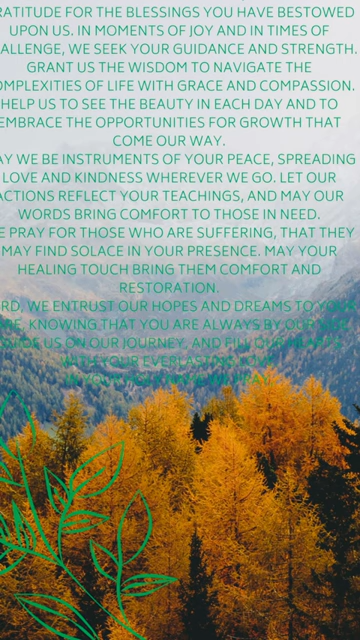 RATITUDE FOR THE BLESSINGS YOU HAVE BESTOWED
UPON US. IN MOMENTS OF JOY AND IN TIMES OF
ALLENGE, WE SEEK YOUR GUIDANCE AND STRENGTH.
GRANT US THE WISDOM TO NAVIGATE THE
OMPLEXITIES OF LIFE WITH GRACE AND COMPASSION.
HELP US TO SEE THE BEAUTY IN EACH DAY AND TO
EMBRACE THE OPPORTUNITIES FOR GROWTH THAT
COME OUR WAY.
AY WE BE INSTRUMENTS OF YOUR PEACE, SPREADING
LOVE AND KINDNESS WHEREVER WE GO. LET OUR
ACTIONS REFLECT YOUR TEACHINGS, AND MAY OUR
WORDS BRING COMFORT TO THOSE IN NEED.
E PRAY FOR THOSE WHO ARE SUFFERING, THAT THEY
MAY FIND SOLACE IN YOUR PRESENCE. MAY YOUR
HEALING TOUCH BRING THEM COMFORT AND
RESTORATION.
RD, WE ENTRUST OUR HOPES AND DREAMS TO YOUR
RE, KNOWING THAT YOU ARE ALWAYS BY OUR SIDE.
US ON OUR JOURNEY, AND FILL OUR HEARTS
WITH YOUR EVERLASTING LOVE.
IN YOUR HOLY NAME, WE PRAY